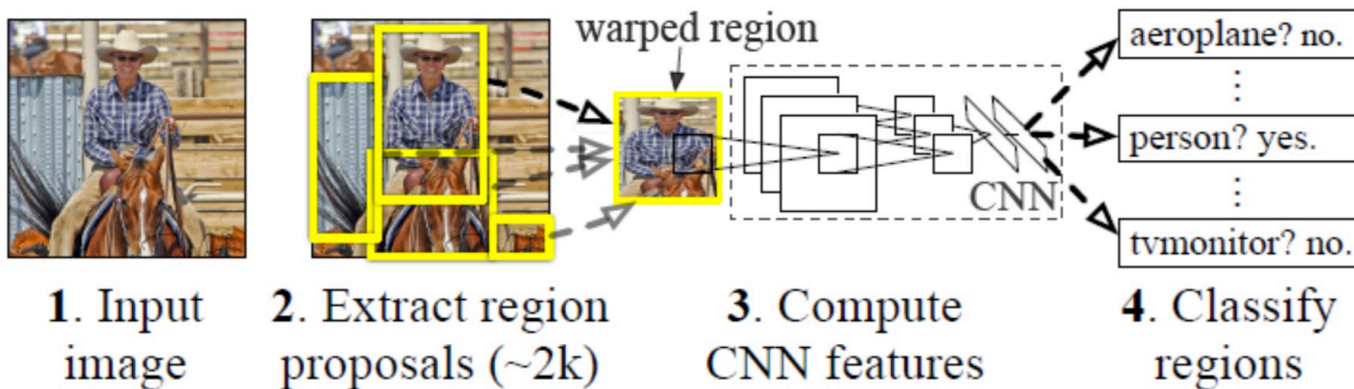 warped region
aeroplane? no.
person? yes.
CNN
tvmonitor? no.
1. Input
image
2. Extract region
proposals (~2k)
3. Compute
CNN features
4. Classify
regions